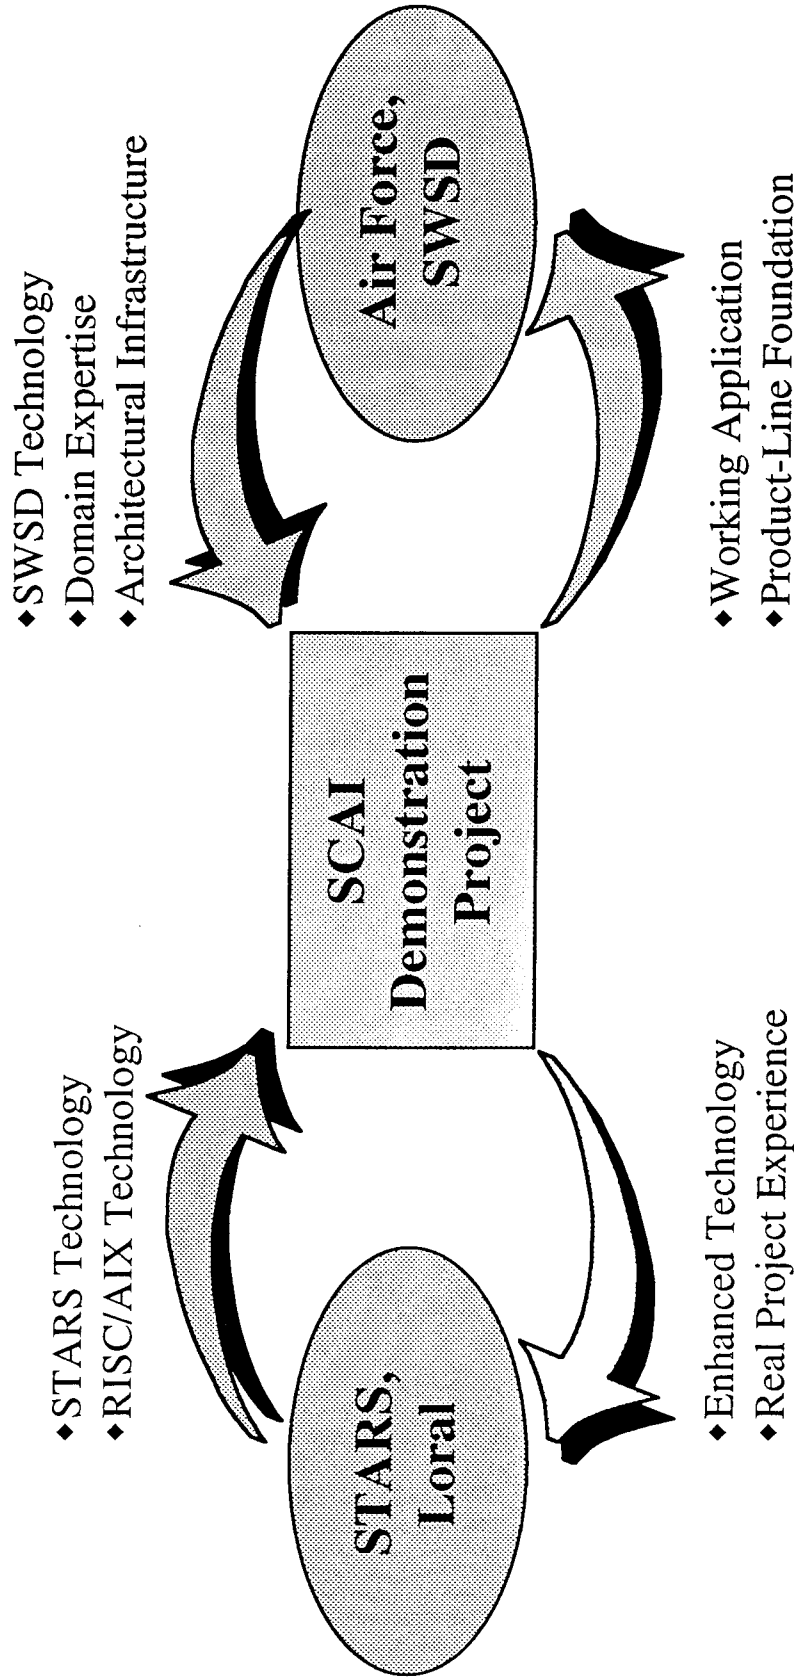 ◆STARS Technology
◆RISC/AIX Technology
◆SWSD Technology
◆Domain Expertise
◆Architectural Infrastructure
STARS,
Loral
SCAI
Demonstration
Project
Air Force,
SWSD
◆Enhanced Technology
◆Real Project Experience
◆Working Application
◆Product-Line Foundation